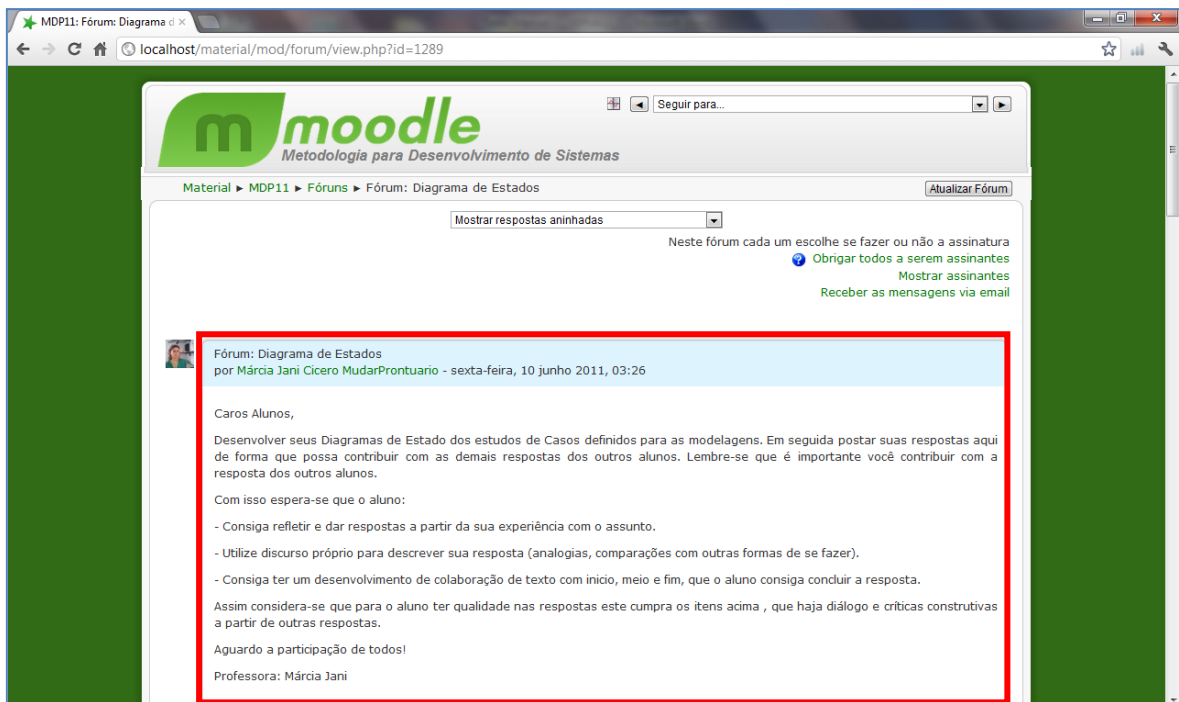 MDP11: Fórum: Diagrama d
localhost/material/mod/forum/view.php?id=1289
m moodle
Metodologia para Desenvolvimento de Sistemas
Seguir para...
Material ► MDP11 ► Fóruns ► Fórum: Diagrama de Estados
Atualizar Fórum
Mostrar respostas aninhadas
Neste fórum cada um escolhe se fazer ou não a assinatura
Obrigar todos a serem assinantes
Mostrar assinantes
Receber as mensagens via email
Fórum: Diagrama de Estados
por Márcia Jani Cicero MudarProntuario - sexta-feira, 10 junho 2011, 03:26
Caros Alunos,
Desenvolver seus Diagramas de Estado dos estudos de Casos definidos para as modelagens. Em seguida postar suas respostas aqui
de forma que possa contribuir com as demais respostas dos outros alunos. Lembre-se que é importante você contribuir com a
resposta dos outros alunos.
Com isso espera-se que o aluno:
- Consiga refletir e dar respostas a partir da sua experiência com o assunto.
- Utilize discurso próprio para descrever sua resposta (analogias, comparações com outras formas de se fazer).
- Consiga ter um desenvolvimento de colaboração de texto com inicio, meio e fim, que o aluno consiga concluir a resposta.
Assim considera-se que para o aluno ter qualidade nas respostas este cumpra os itens acima , que haja diálogo e críticas construtivas
a partir de outras respostas.
Aguardo a participação de todos!
Professora: Márcia Jani